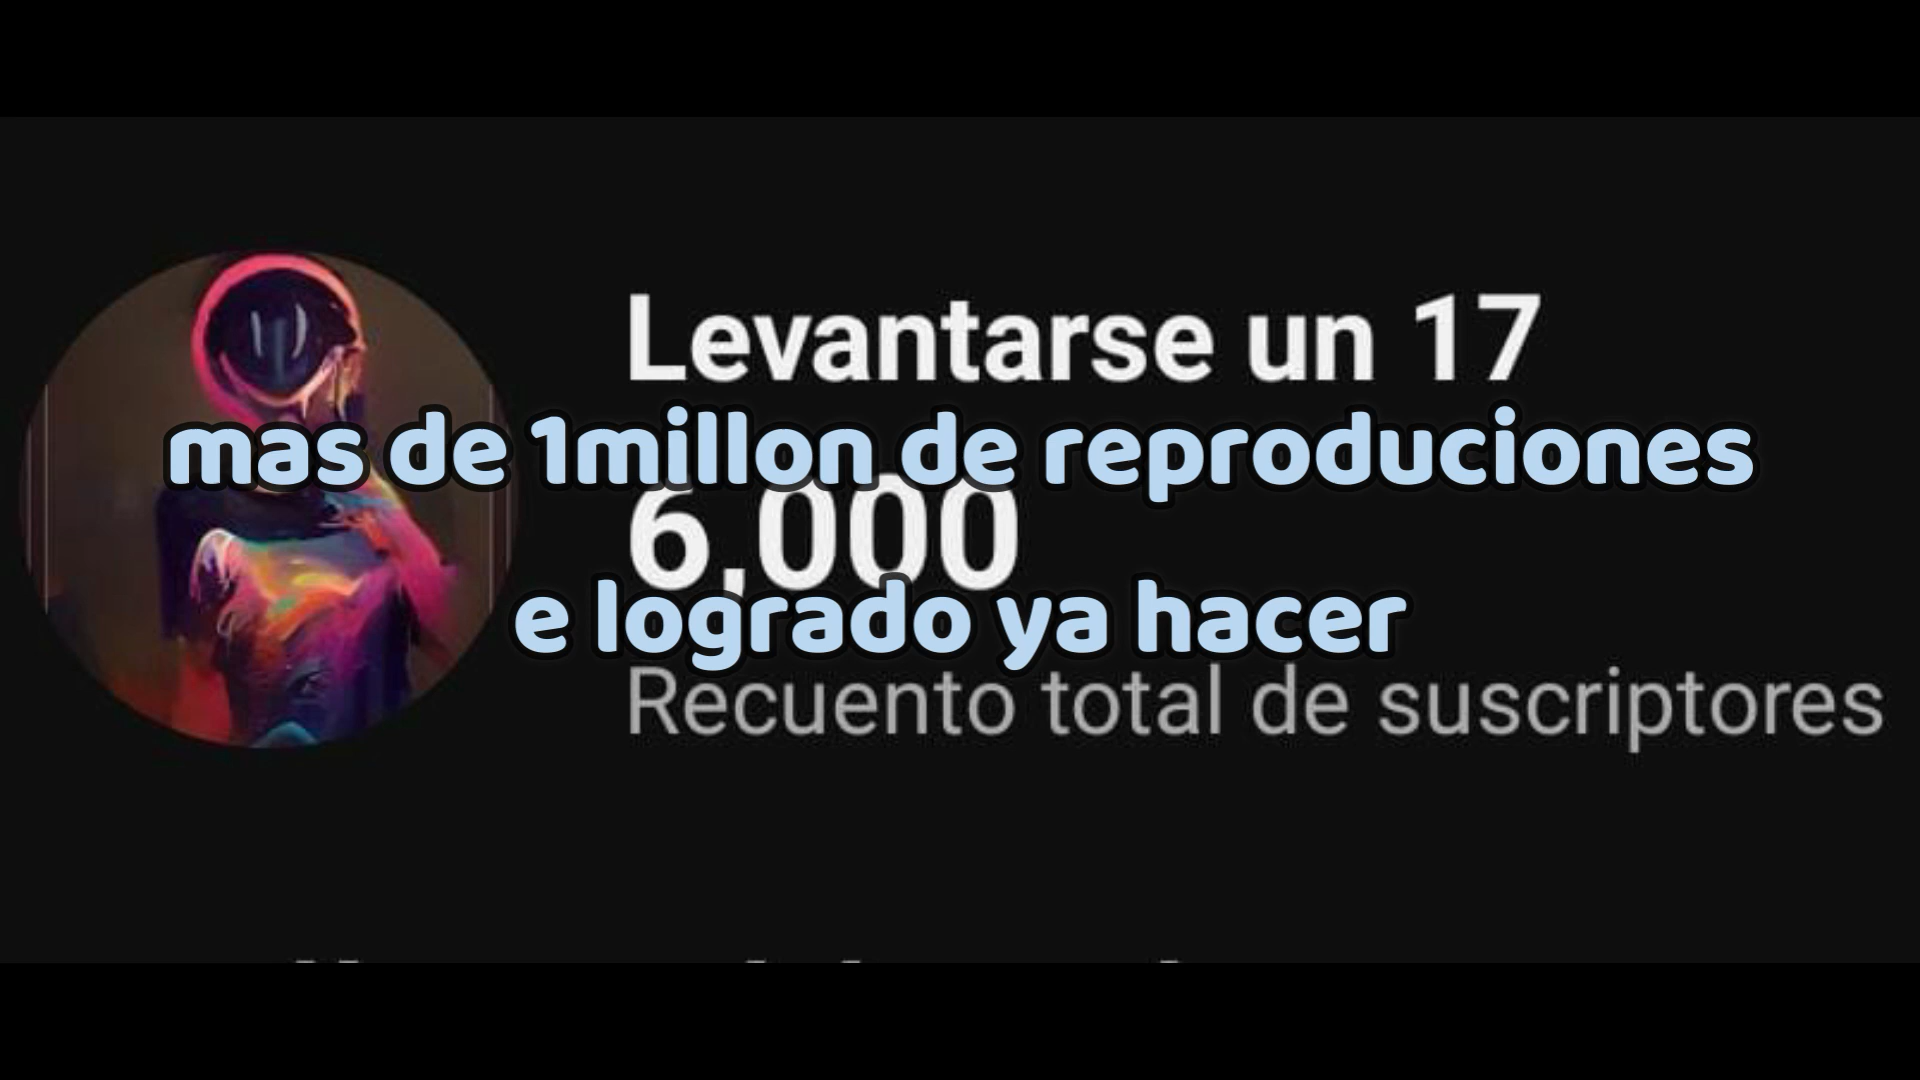 Levantarse un 17
mas de 1millon de reproduciones
6,000
e logrado ya hacer
Recuento total de suscriptores